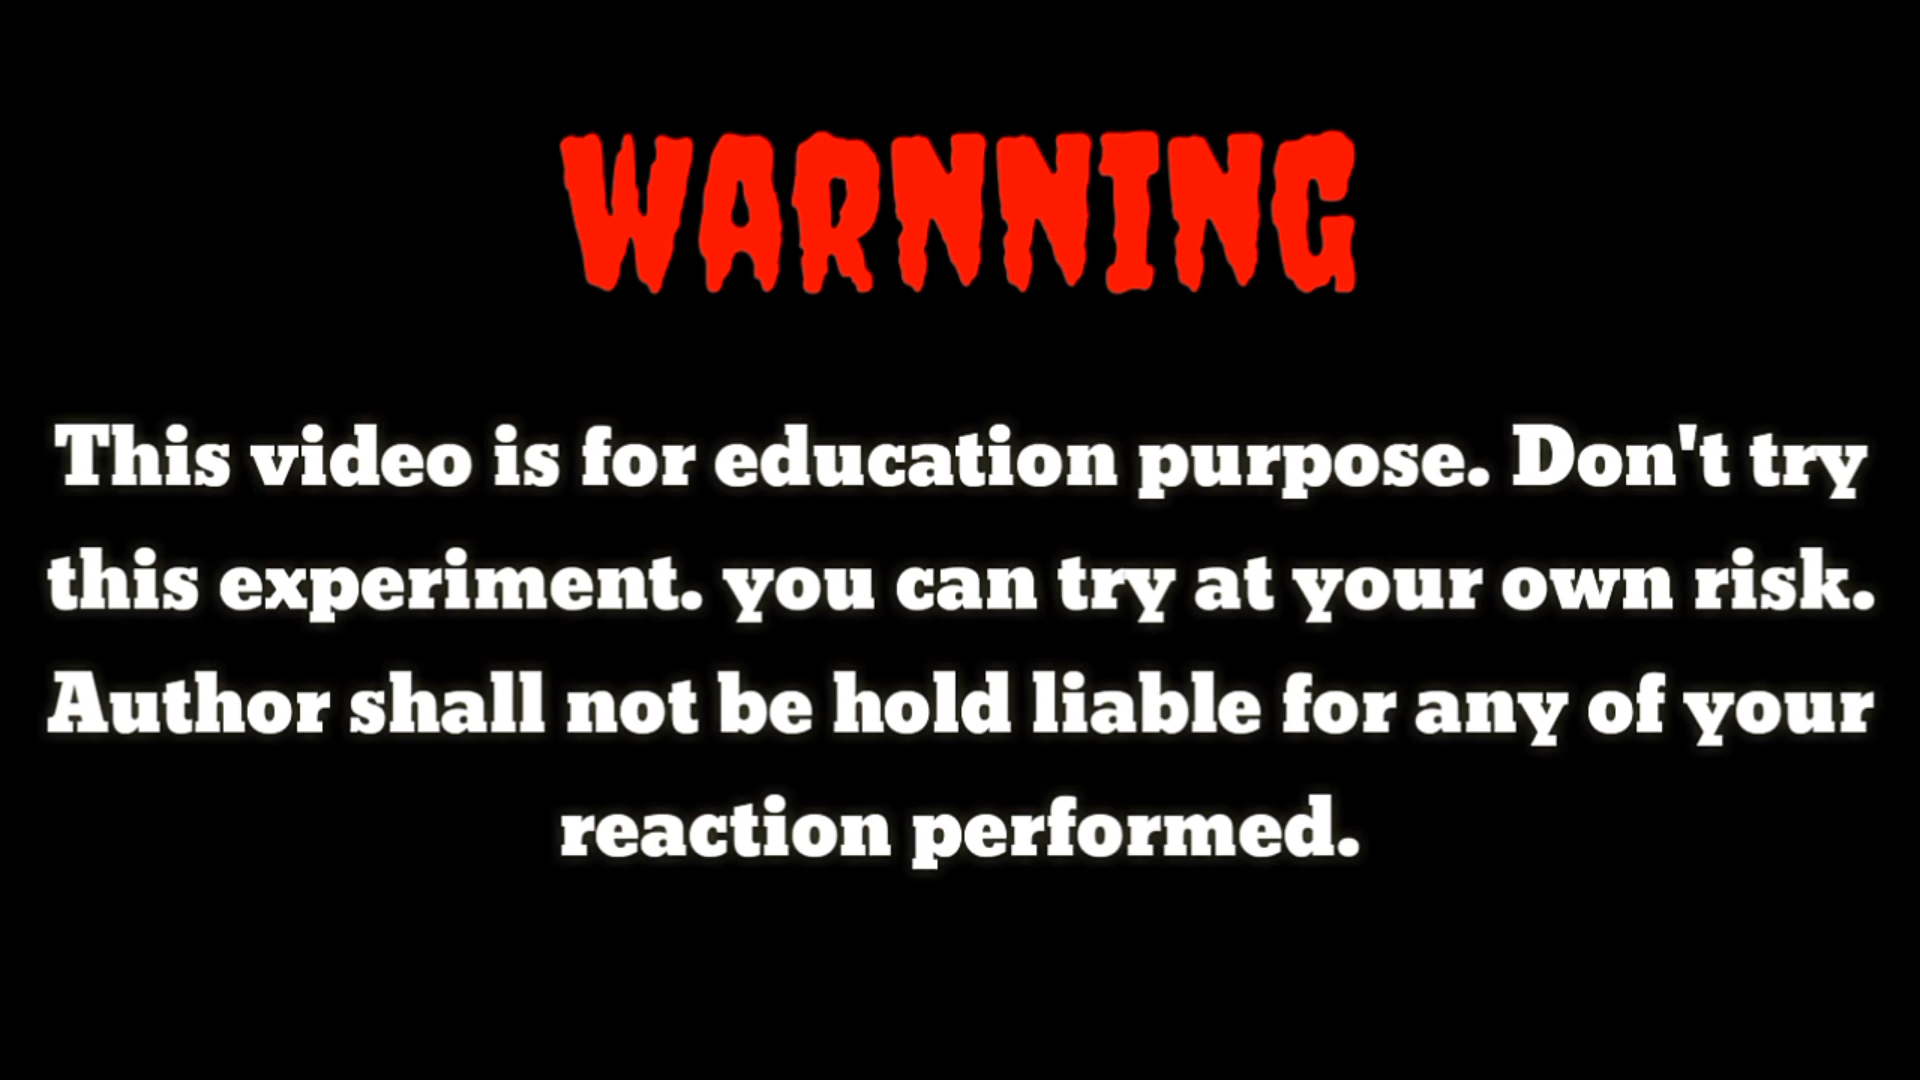 WARNNING
This video is for education purpose. Don't try
this experiment. you can try at your own risk.
Author shall not be hold liable for any of your
reaction performed.